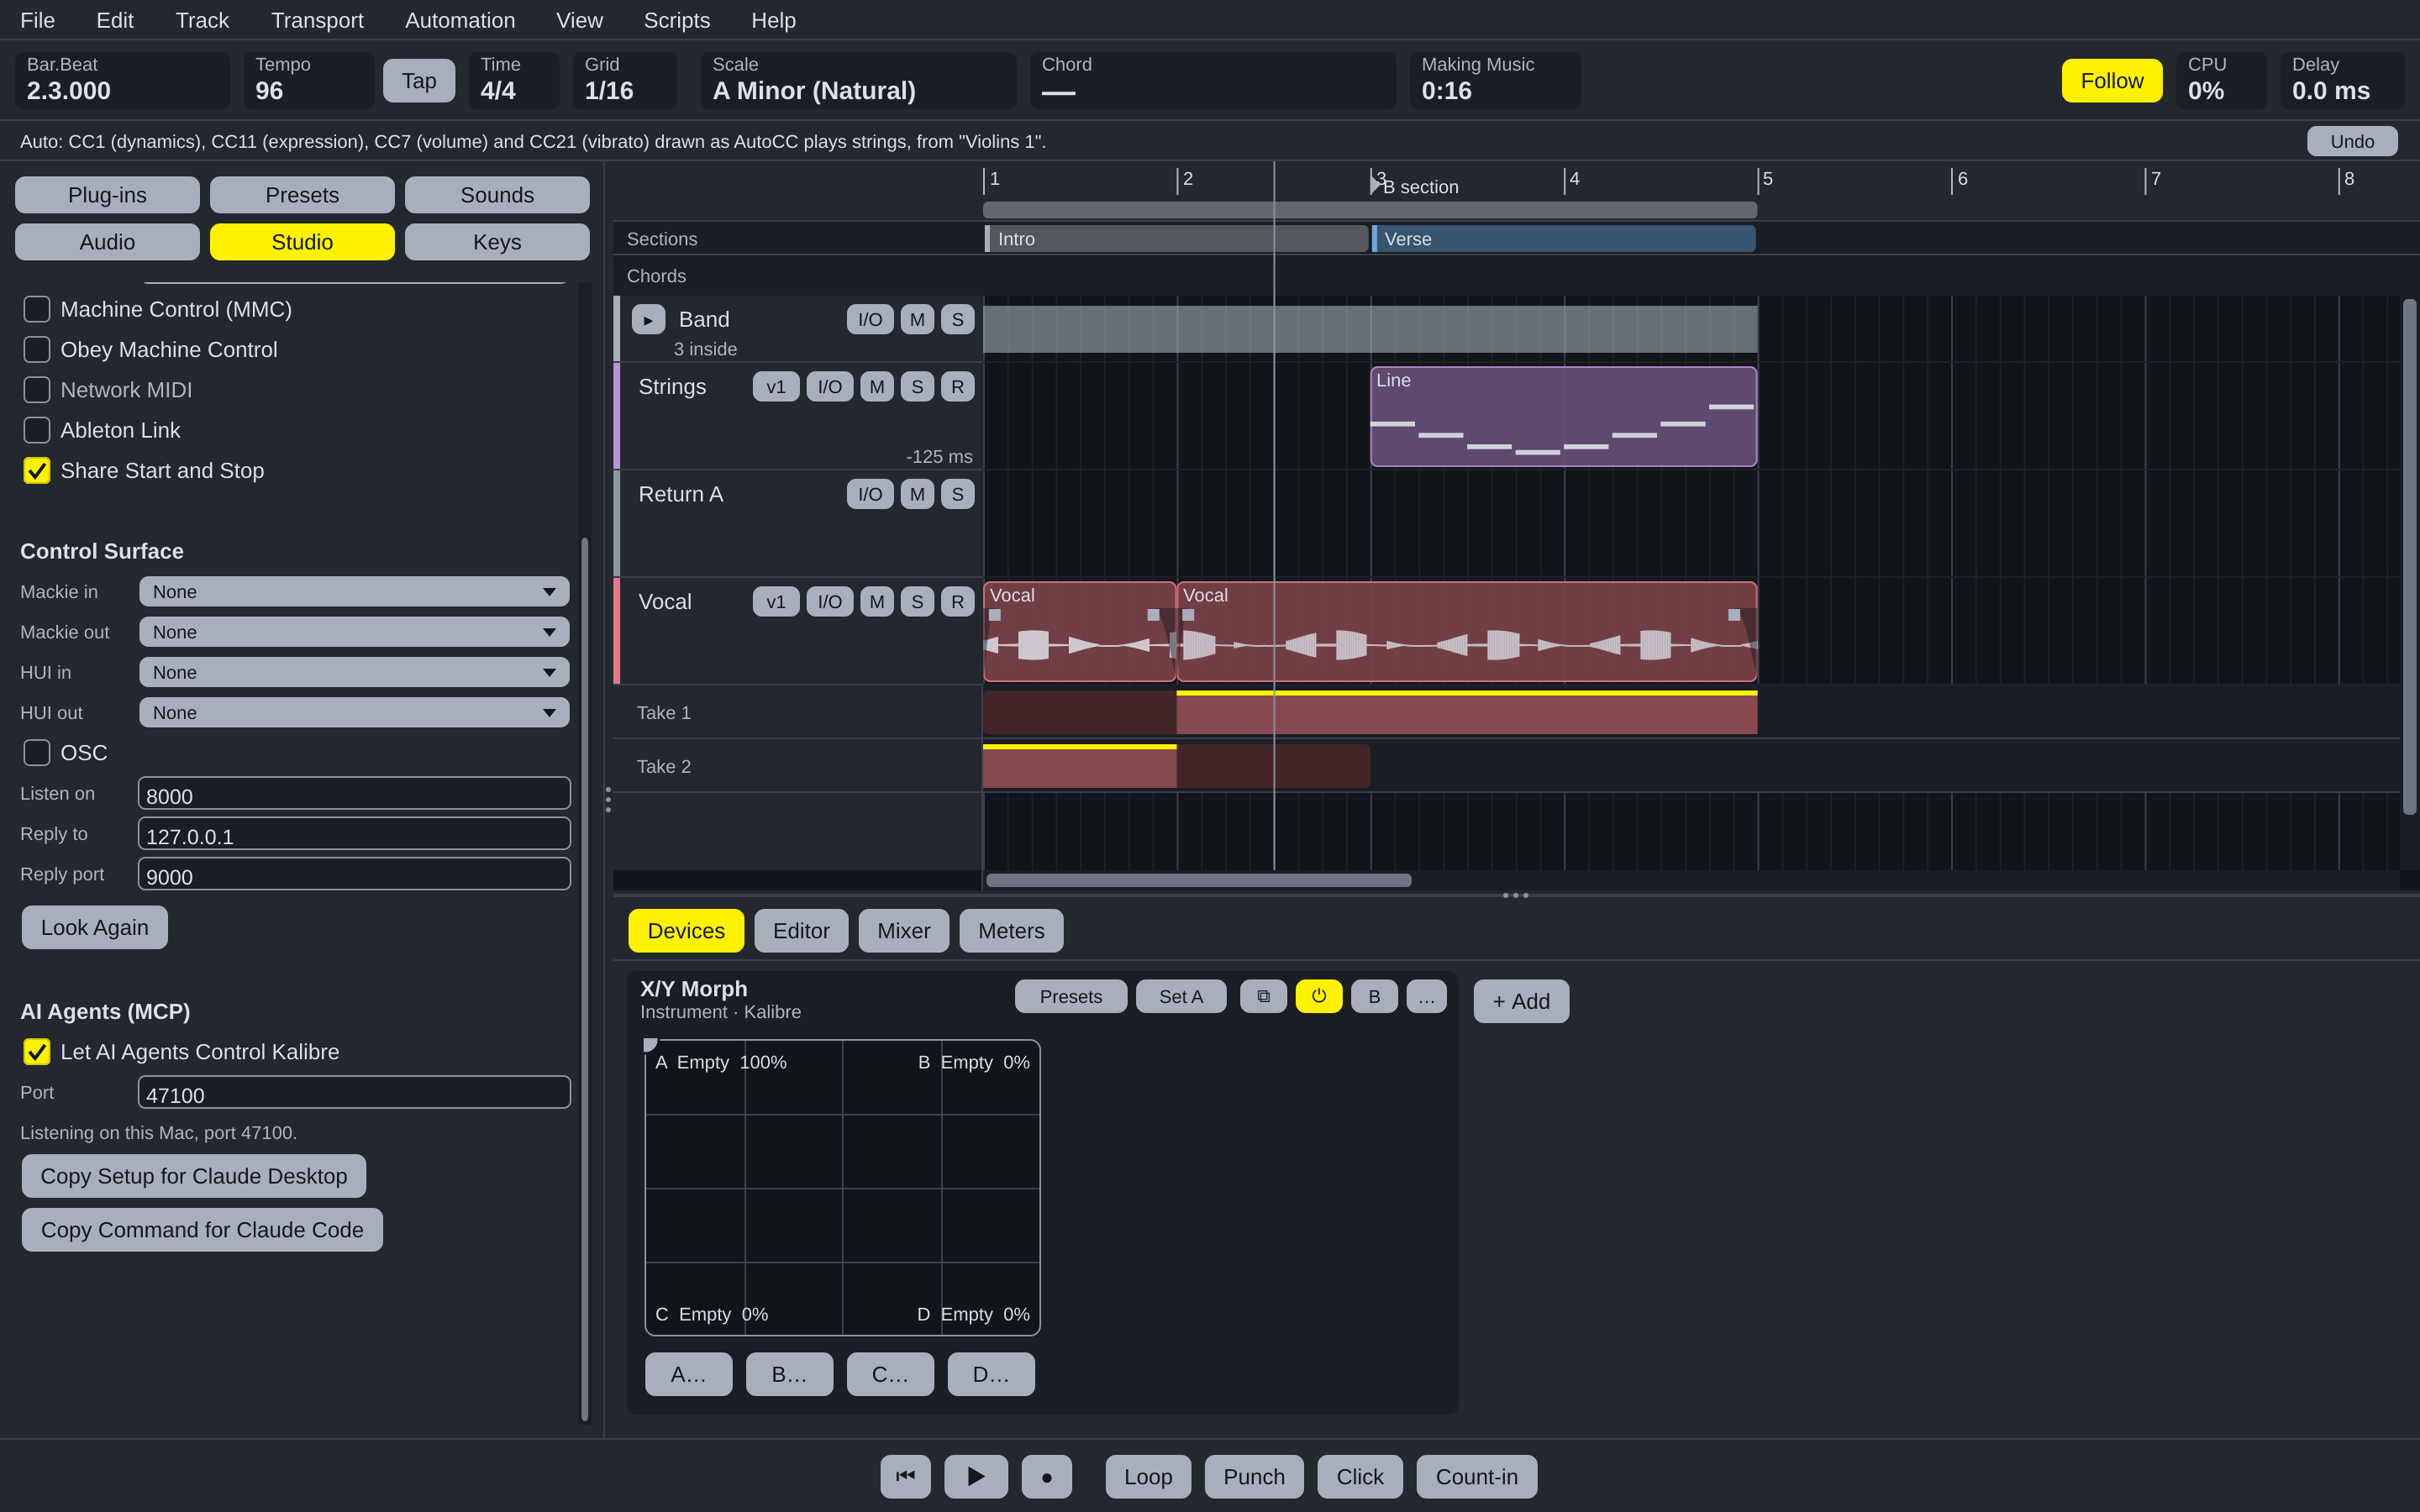 File Edit Track Transport Automation View Scripts Help
Bar.Beat Tempo Time Grid Scale Chord Making Music CPU Delay
2.3.000 96 Tap 4/4 1/16 A Minor (Natural) — 0:16 Follow 0% 0.0 ms
Auto: CC1 (dynamics), CC11 (expression), CC7 (volume) and CC21 (vibrato) drawn as AutoCC plays strings, from "Violins 1". Undo
Plug-ins Presets Sounds
Audio Studio Keys
Machine Control (MMC)
Obey Machine Control
Network MIDI
Ableton Link
Share Start and Stop
Control Surface
Mackie in None
Mackie out None
HUI in None
HUI out None
OSC
Listen on 8000
Reply to 127.0.0.1
Reply port 9000
Look Again
AI Agents (MCP)
Let AI Agents Control Kalibre
Port 47100
Listening on this Mac, port 47100.
Copy Setup for Claude Desktop
Copy Command for Claude Code
1 2 3 4 5 6 7 8
B section
Sections Intro Verse
Chords
Band I/O M S
3 inside
Strings v1 I/O M S R Line
-125 ms
Return A I/O M S
Vocal v1 I/O M S R Vocal Vocal
Take 1
Take 2
Devices Editor Mixer Meters
X/Y Morph Presets Set A B … + Add
Instrument · Kalibre
A Empty 100% B Empty 0%
C Empty 0% D Empty 0%
A… B… C… D…
Loop Punch Click Count-in